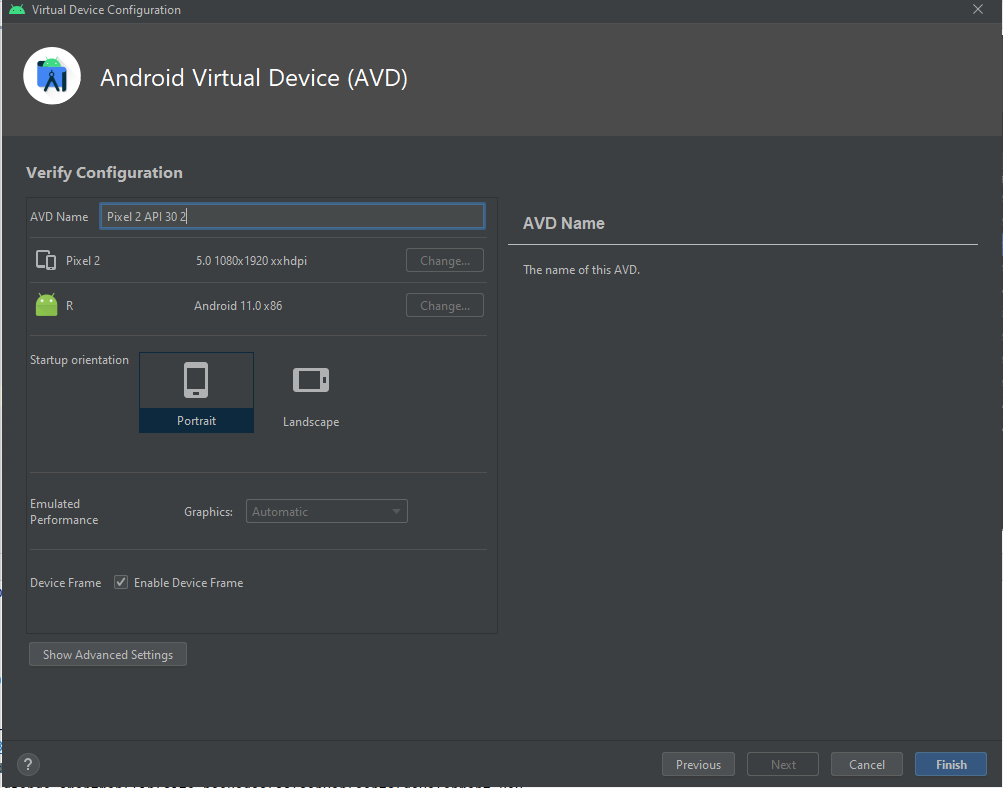 Virtual Device Configuration
Android Virtual Device (AVD)
Verify Configuration
AVD Name Pixel 2 API 30 2
Pixel 2 5.0 1080x1920 xxhdpi Change...
R Android 11.0 x86 Change...
Startup orientation
Portrait
Landscape
Emulated
Performance
Graphics: Automatic
Device Frame Enable Device Frame
Show Advanced Settings
AVD Name
The name of this AVD.
? Previous Next Cancel Finish